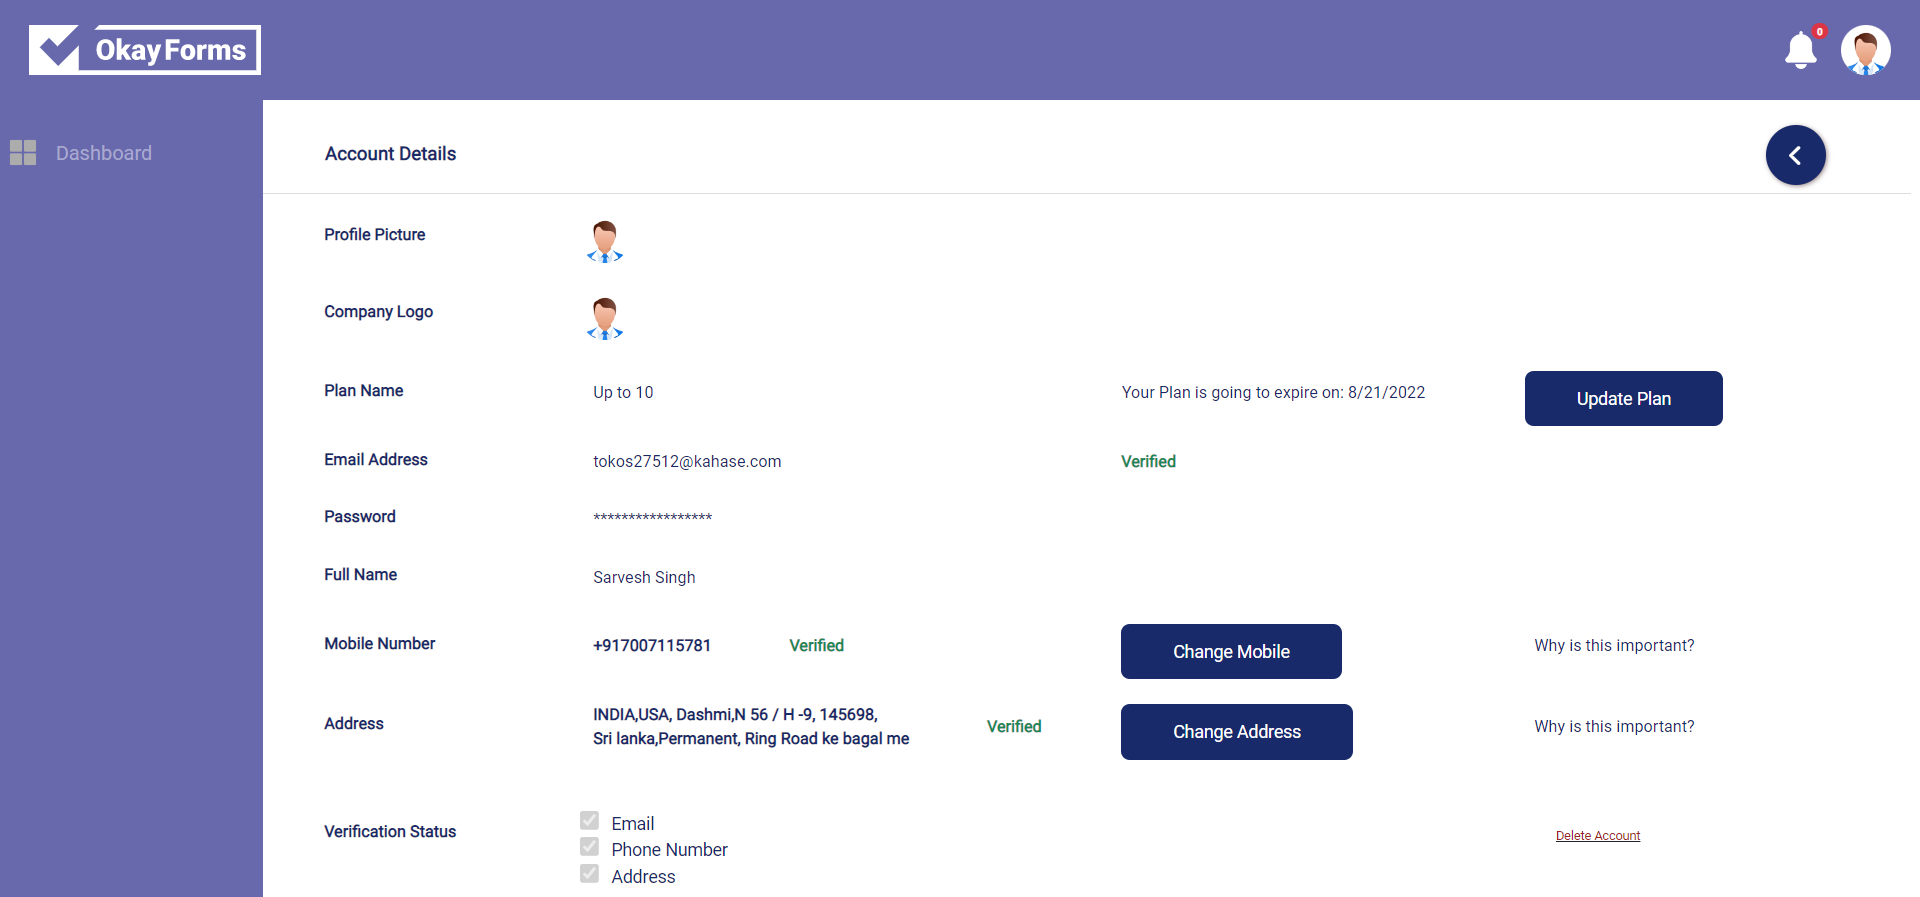 OkayForms
0
Dashboard
Account Details
Profile Picture
Company Logo
Plan Name
Up to 10
Your Plan is going to expire on: 8/21/2022
Update Plan
Email Address
tokos27512@kahase.com
Verified
Password
*****************
Full Name
Sarvesh Singh
Mobile Number
+917007115781
Verified
Change Mobile
Why is this important?
Address
INDIA,USA, Dashmi,N 56 / H -9, 145698,
Sri lanka,Permanent, Ring Road ke bagal me
Verified
Change Address
Why is this important?
Verification Status
Email
Phone Number
Address
Delete Account